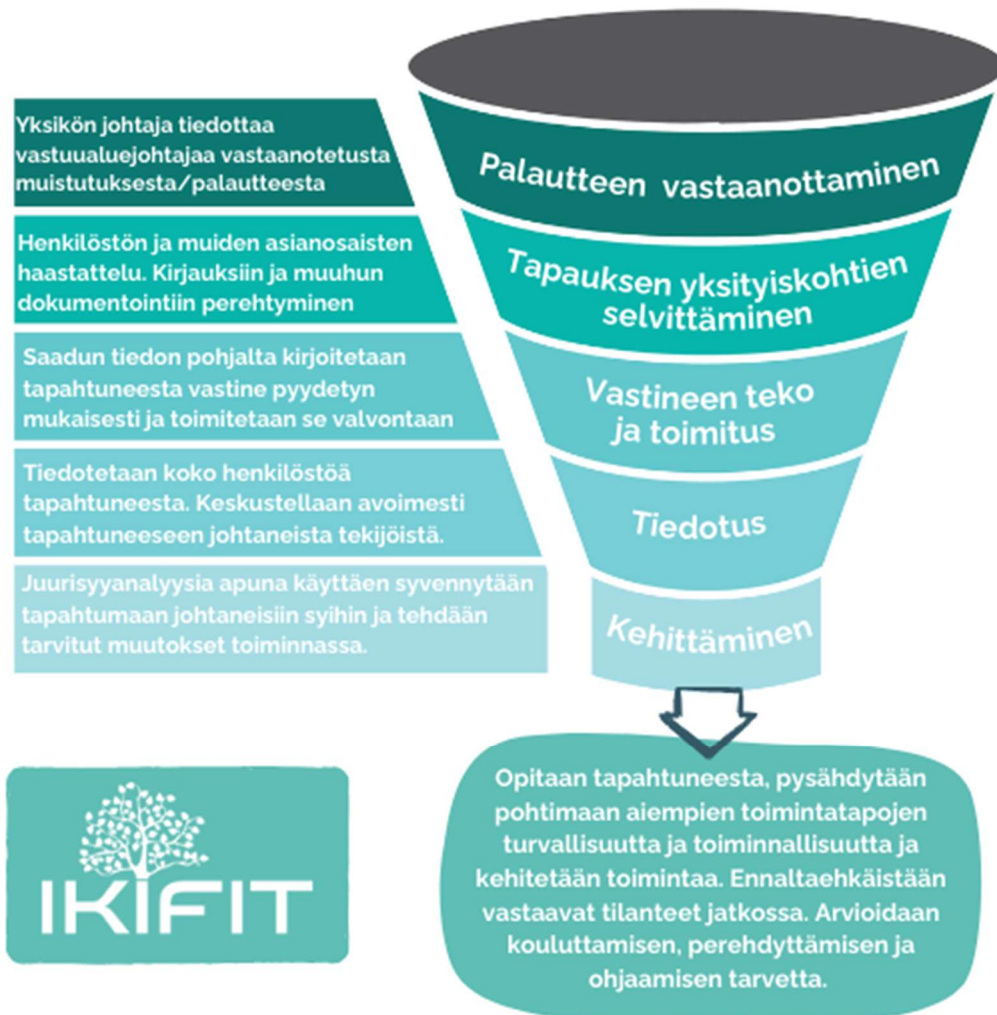 Yksikön johtaja tiedottaa
vastuualuejohtajaa vastaanotetusta
muistutuksesta/palautteesta
Palautteen vastaanottaminen
Henkilöstön ja muiden asianosaisten
haastattelu. Kirjauksiin ja muuhun
dokumentointiin perehtyminen
Tapauksen yksityiskohtien
selvittäminen
Saadun tiedon pohjalta kirjoitetaan
tapahtuneesta vastine pyydetyn
mukaisesti ja toimitetaan se valvontaan
Vastineen teko
ja toimitus
Tiedotetaan koko henkilöstöä
tapahtuneesta. Keskustellaan avoimesti
tapahtuneeseen johtaneista tekijöistä.
Tiedotus
Juurisyyanalyysia apuna käyttäen syvennytään
tapahtumaan johtaneisiin syihin ja tehdään
tarvitut muutokset toiminnassa.
Kehittäminen
Opitaan tapahtuneesta, pysähdytään
pohtimaan aiempien toimintatapojen
turvallisuutta ja toiminnallisuutta ja
kehitetään toimintaa. Ennaltaehkäistään
vastaavat tilanteet jatkossa. Arvioidaan
kouluttamisen, perehdyttämisen ja
ohjaamisen tarvetta.
IKIFIT